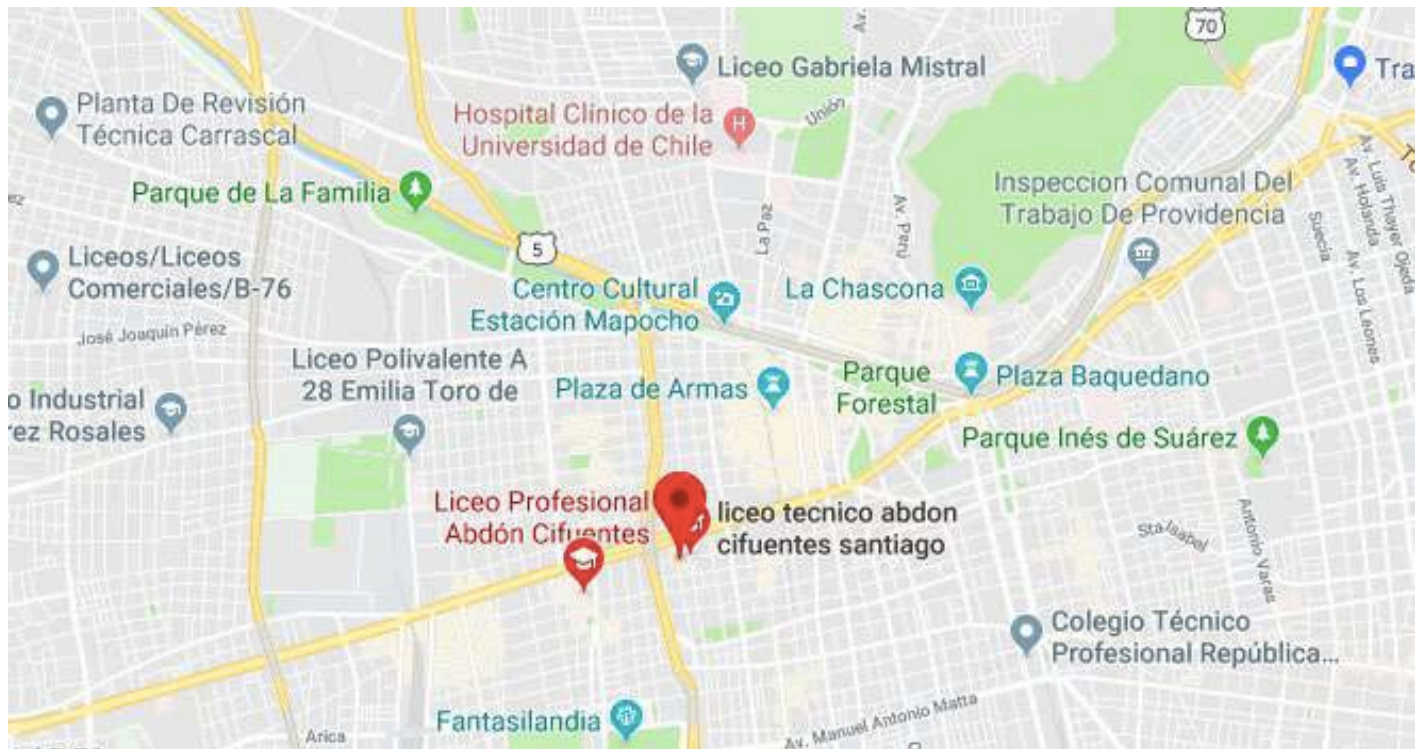 70
Liceo Gabriela Mistral
Tra
Planta De Revisión
Técnica Carrascal
Hospital Clínico de la
Universidad de Chile
Unión
Av.
Parque de La Familia
Inspeccion Comunal Del
Trabajo De Providencia
Av. Luis Thayer Ojeda
Av. Holanda
Suecia
Av. Los Leones
La Paz
Av. Perú
5
Liceos/Liceos
Comerciales/B-76
Centro Cultural
Estación Mapocho
La Chascona
José Joaquín Pérez
Liceo Polivalente A
28 Emilia Toro de
Plaza de Armas
Parque
Forestal
Plaza Baquedano
o Industrial
rez Rosales
Parque Inés de Suárez
Liceo Profesional
Abdón Cifuentes
liceo tecnico abdon
cifuentes santiago
Sta Isabel
Antonio Varas
Colegio Técnico
Profesional República...
Fantasilandia
Av. Manuel Antonio Matta
Arica